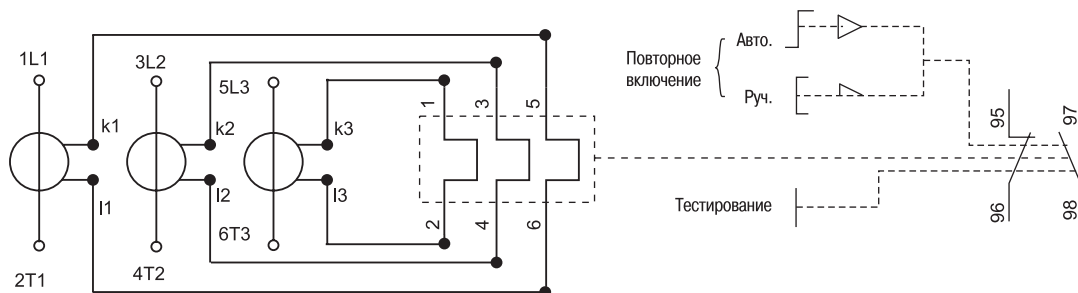 1L1
3L2
5L3
k1
k2
k3
l1
l2
l3
2T1
4T2
6T3
1
3
5
2
4
6
Повторное
включение
Авто.
Руч.
Тестирование
95
97
96
98